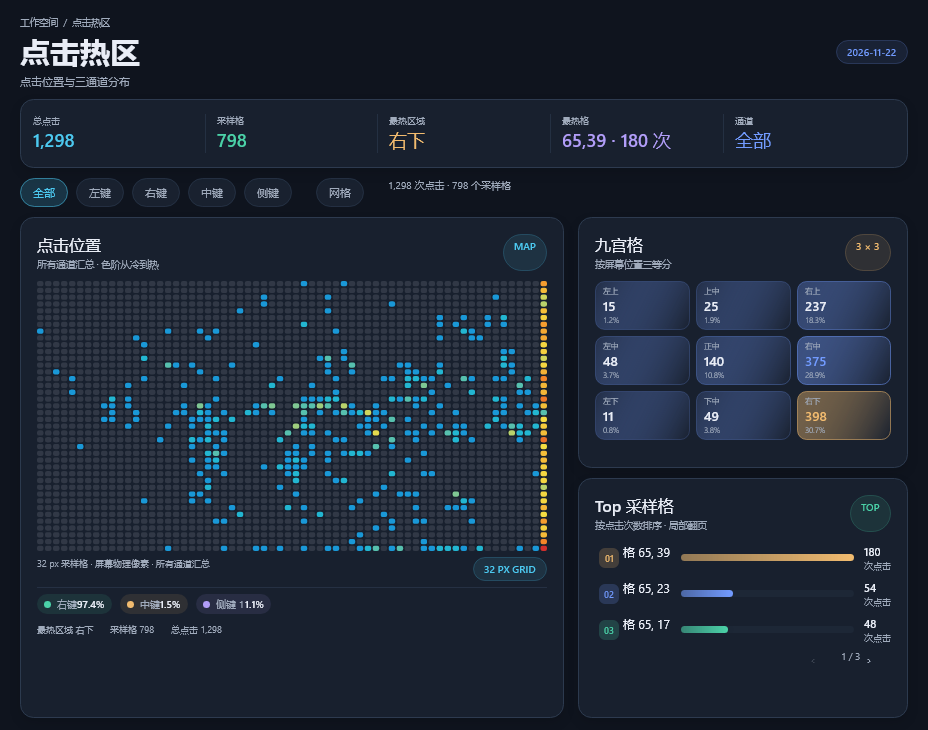 工作空间 / 点击热区
点击热区
2026-11-22
点击位置与三通道分布
总点击
1,298
采样格
798
最热区域
右下
最热格
65,39 · 180 次
通道
全部
全部
左键
右键
中键
侧键
网格
1,298 次点击 · 798 个采样格
点击位置
所有通道汇总 · 色阶从冷到热
MAP
32 px 采样格 · 屏幕物理像素 · 所有通道汇总
32 PX GRID
右键97.4%
中键1.5%
侧键 11.1%
最热区域 右下
采样格 798
总点击 1,298
九宫格
按屏幕位置三等分
3 × 3
左上
15
1.2%
上中
25
1.9%
右上
237
18.3%
左中
48
3.7%
正中
140
10.8%
右中
375
28.9%
左下
11
0.8%
下中
49
3.8%
右下
398
30.7%
Top 采样格
按点击次数排序 · 局部翻页
TOP
01 格 65, 39
180
次点击
02 格 65, 23
54
次点击
03 格 65, 17
48
次点击
‹ 1 / 3 ›